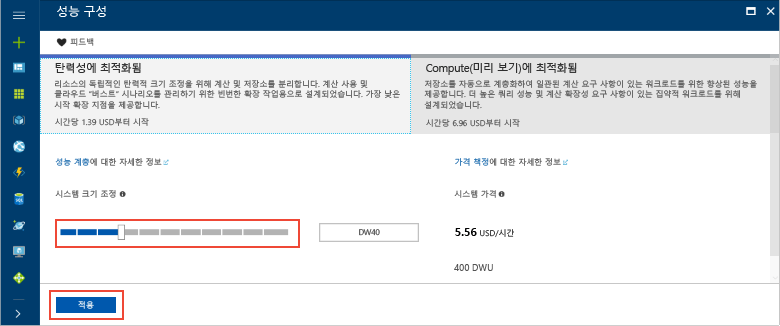 성능 구성
피드백
탄력성에 최적화됨
리소스의 독립적인 탄력적 크기 조정을 위해 계산 및 저장소를 분리합니다. 계산 사용 및
클라우드 "버스트" 시나리오를 관리하기 위한 빈번한 확장 작업용으로 설계되었습니다. 가장 낮은
시작 확장 지점을 제공합니다.
시간당 1.39 USD부터 시작
Compute(미리 보기)에 최적화됨
저장소를 자동으로 계층화하여 일관된 계산 요구 사항이 있는 워크로드를 위한 향상된 성능을
제공합니다. 더 높은 쿼리 성능 및 계산 확장성 요구 사항이 있는 집약적 워크로드를 위해
설계되었습니다.
시간당 6.96 USD부터 시작
성능 계층에 대한 자세한 정보
가격 책정에 대한 자세한 정보
시스템 크기 조정
시스템 가격
DW40
5.56 USD/시간
400 DWU
적용